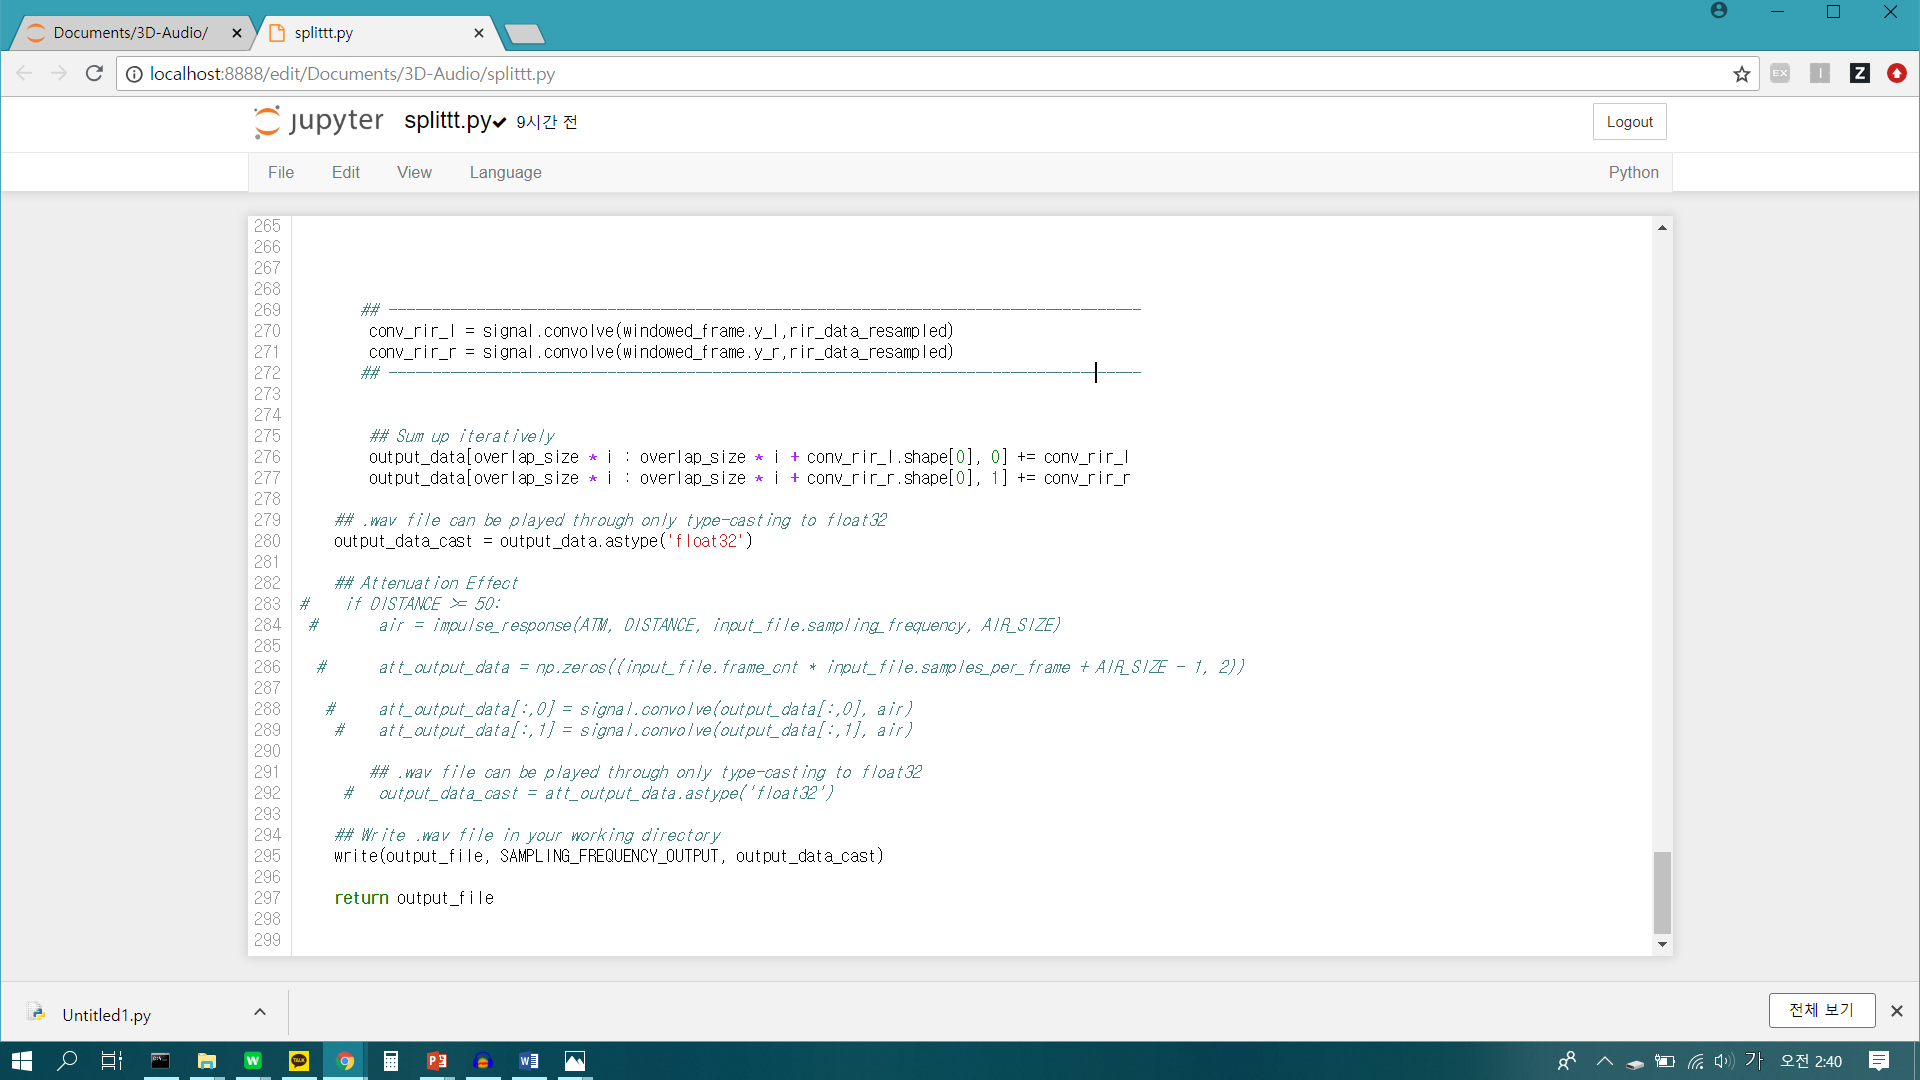 Documents/3D-Audio/
splittt.py
localhost:8888/edit/Documents/3D-Audio/splittt.py
EX
I
Z
jupyter splittt.py 9시간 전
Logout
File Edit View Language Python
265
266
267
268
269 ## --------------------------------------------------------------------------------------
270 conv_rir_l = signal.convolve(windowed_frame.y_l,rir_data_resampled)
271 conv_rir_r = signal.convolve(windowed_frame.y_r,rir_data_resampled)
272 ## --------------------------------------------------------------------------------------
273
274
275 ## Sum up iteratively
276 output_data[overlap_size * i : overlap_size * i + conv_rir_l.shape[0], 0] += conv_rir_l
277 output_data[overlap_size * i : overlap_size * i + conv_rir_r.shape[0], 1] += conv_rir_r
278
279 ## .wav file can be played through only type-casting to float32
280 output_data_cast = output_data.astype('float32')
281
282 ## Attenuation Effect
283 # if DISTANCE >= 50:
284 # air = impulse_response(ATM, DISTANCE, input_file.sampling_frequency, AIR_SIZE)
285
286 # att_output_data = np.zeros((input_file.frame_cnt * input_file.samples_per_frame + AIR_SIZE - 1, 2))
287
288 # att_output_data[:,0] = signal.convolve(output_data[:,0], air)
289 # att_output_data[:,1] = signal.convolve(output_data[:,1], air)
290
291 ## .wav file can be played through only type-casting to float32
292 # output_data_cast = att_output_data.astype('float32')
293
294 ## Write .wav file in your working directory
295 write(output_file, SAMPLING_FREQUENCY_OUTPUT, output_data_cast)
296
297 return output_file
298
299
Untitled1.py
전체 보기
가 오전 2:40